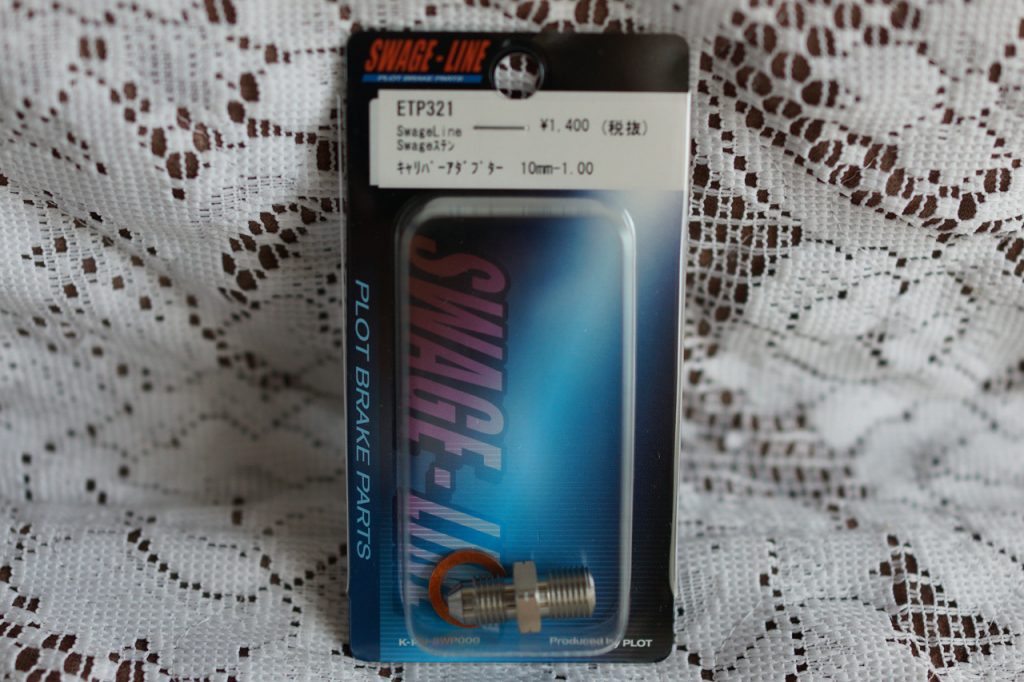 SWAGE-LINE
PLOT BRAKE PARTS
ETP321
SwageLine ¥1,400 (税抜)
Swageステン
キャリパーアダプター 10mm-1.00
SWAGE-LINE
PLOT BRAKE PARTS
Produced by PLOT